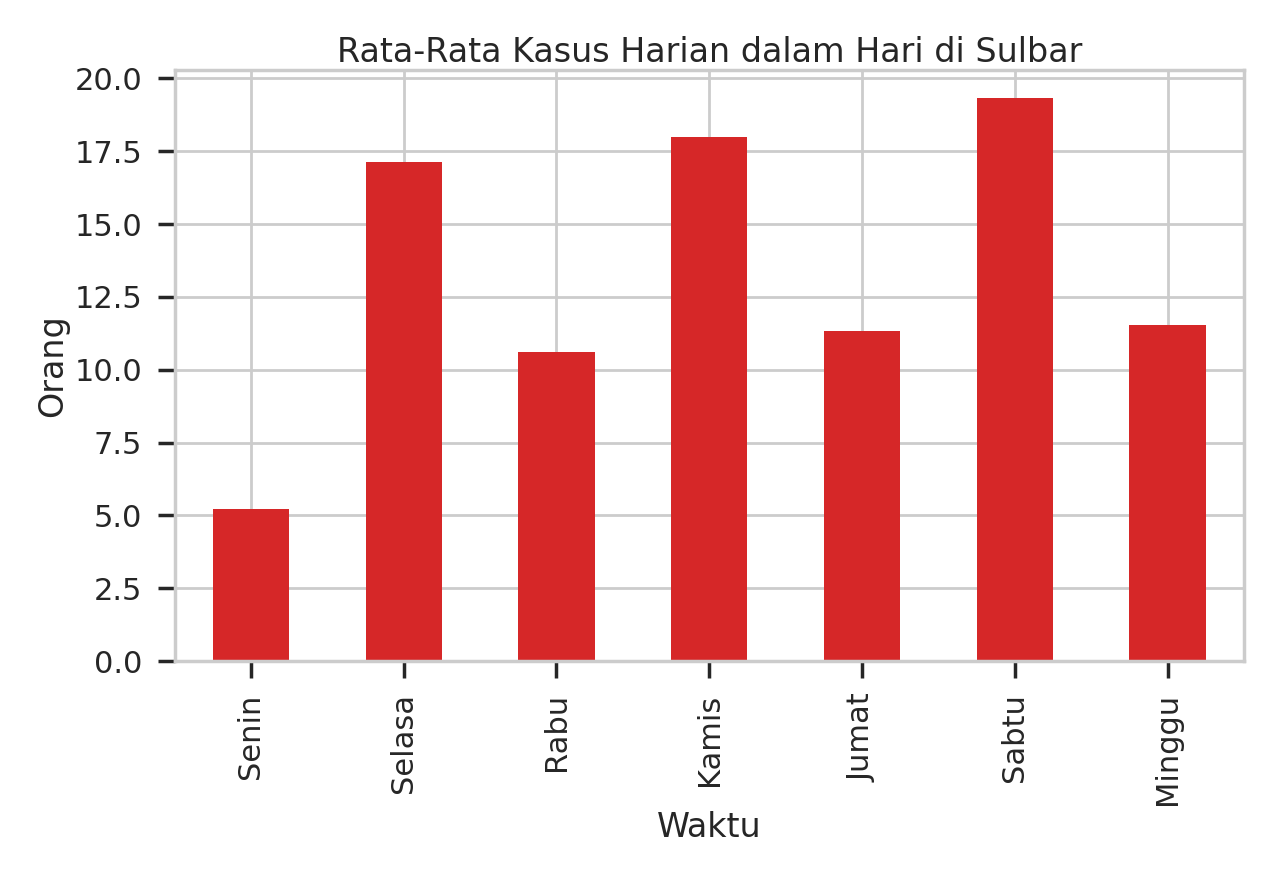 Rata-Rata Kasus Harian dalam Hari di Sulbar
20.0
17.5
15.0
12.5
10.0
7.5
5.0
2.5
0.0
Orang
Senin
Selasa
Rabu
Kamis
Jumat
Sabtu
Minggu
Waktu